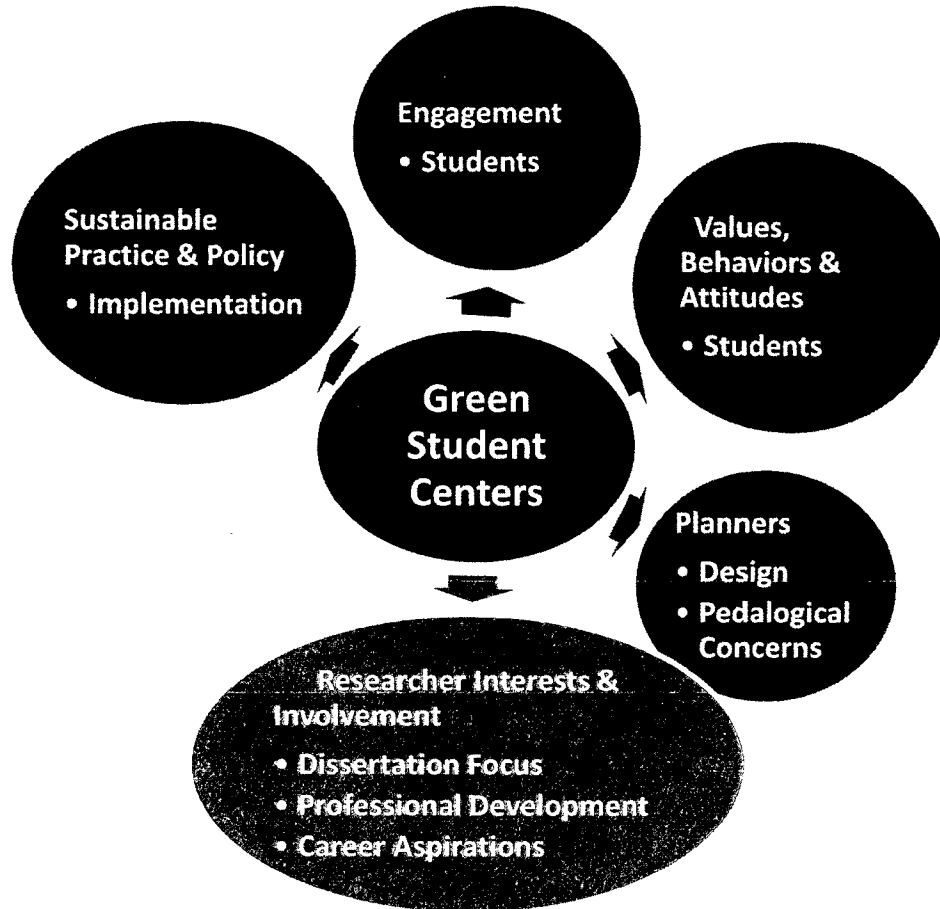 Engagement
• Students
Sustainable
Practice & Policy
• Implementation
Values,
Behaviors &
Attitudes
• Students
Green
Student
Centers
Planners
• Design
• Pedalogical
Concerns
Researcher Interests &
Involvement
• Dissertation Focus
• Professional Development
• Career Aspirations